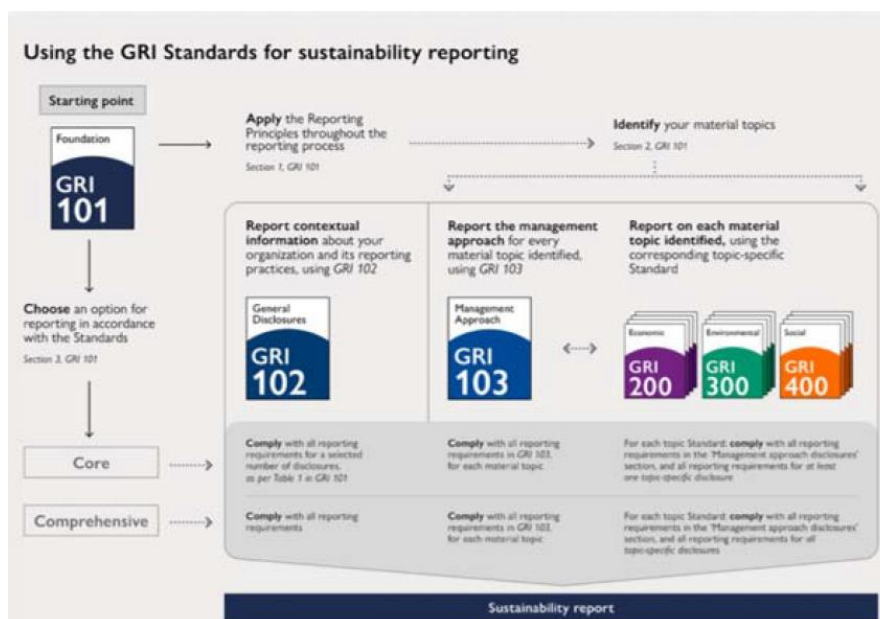 Using the GRI Standards for sustainability reporting
Starting point
Foundation
GRI
101
Apply the Reporting
Principles throughout the
reporting process
Section 1, GRI 101
Identify your material topics
Section 2, GRI 101
Choose an option for
reporting in accordance
with the Standards
Section 3, GRI 101
Report contextual
information about your
organization and its reporting
practices, using GRI 102
General
Disclosures
GRI
102
Report the management
approach for every
material topic identified,
using GRI 103
Management
Approach
GRI
103
Report on each material
topic identified, using the
corresponding topic-specific
Standard
Economic
GRI
200
Environmental
GRI
300
Social
GRI
400
Core
Comply with all reporting
requirements for a selected
number of disclosures,
as per Table 1 in GRI 101
Comply with all reporting
requirements in GRI 103,
for each material topic
For each topic Standard: comply with all reporting
requirements in the 'Management approach disclosures'
section, and all reporting requirements for at least
one topic-specific disclosure
Comprehensive
Comply with all reporting
requirements
Comply with all reporting
requirements in GRI 103,
for each material topic
For each topic Standard: comply with all reporting
requirements in the 'Management approach disclosures'
section, and all reporting requirements for all
topic-specific disclosures
Sustainability report